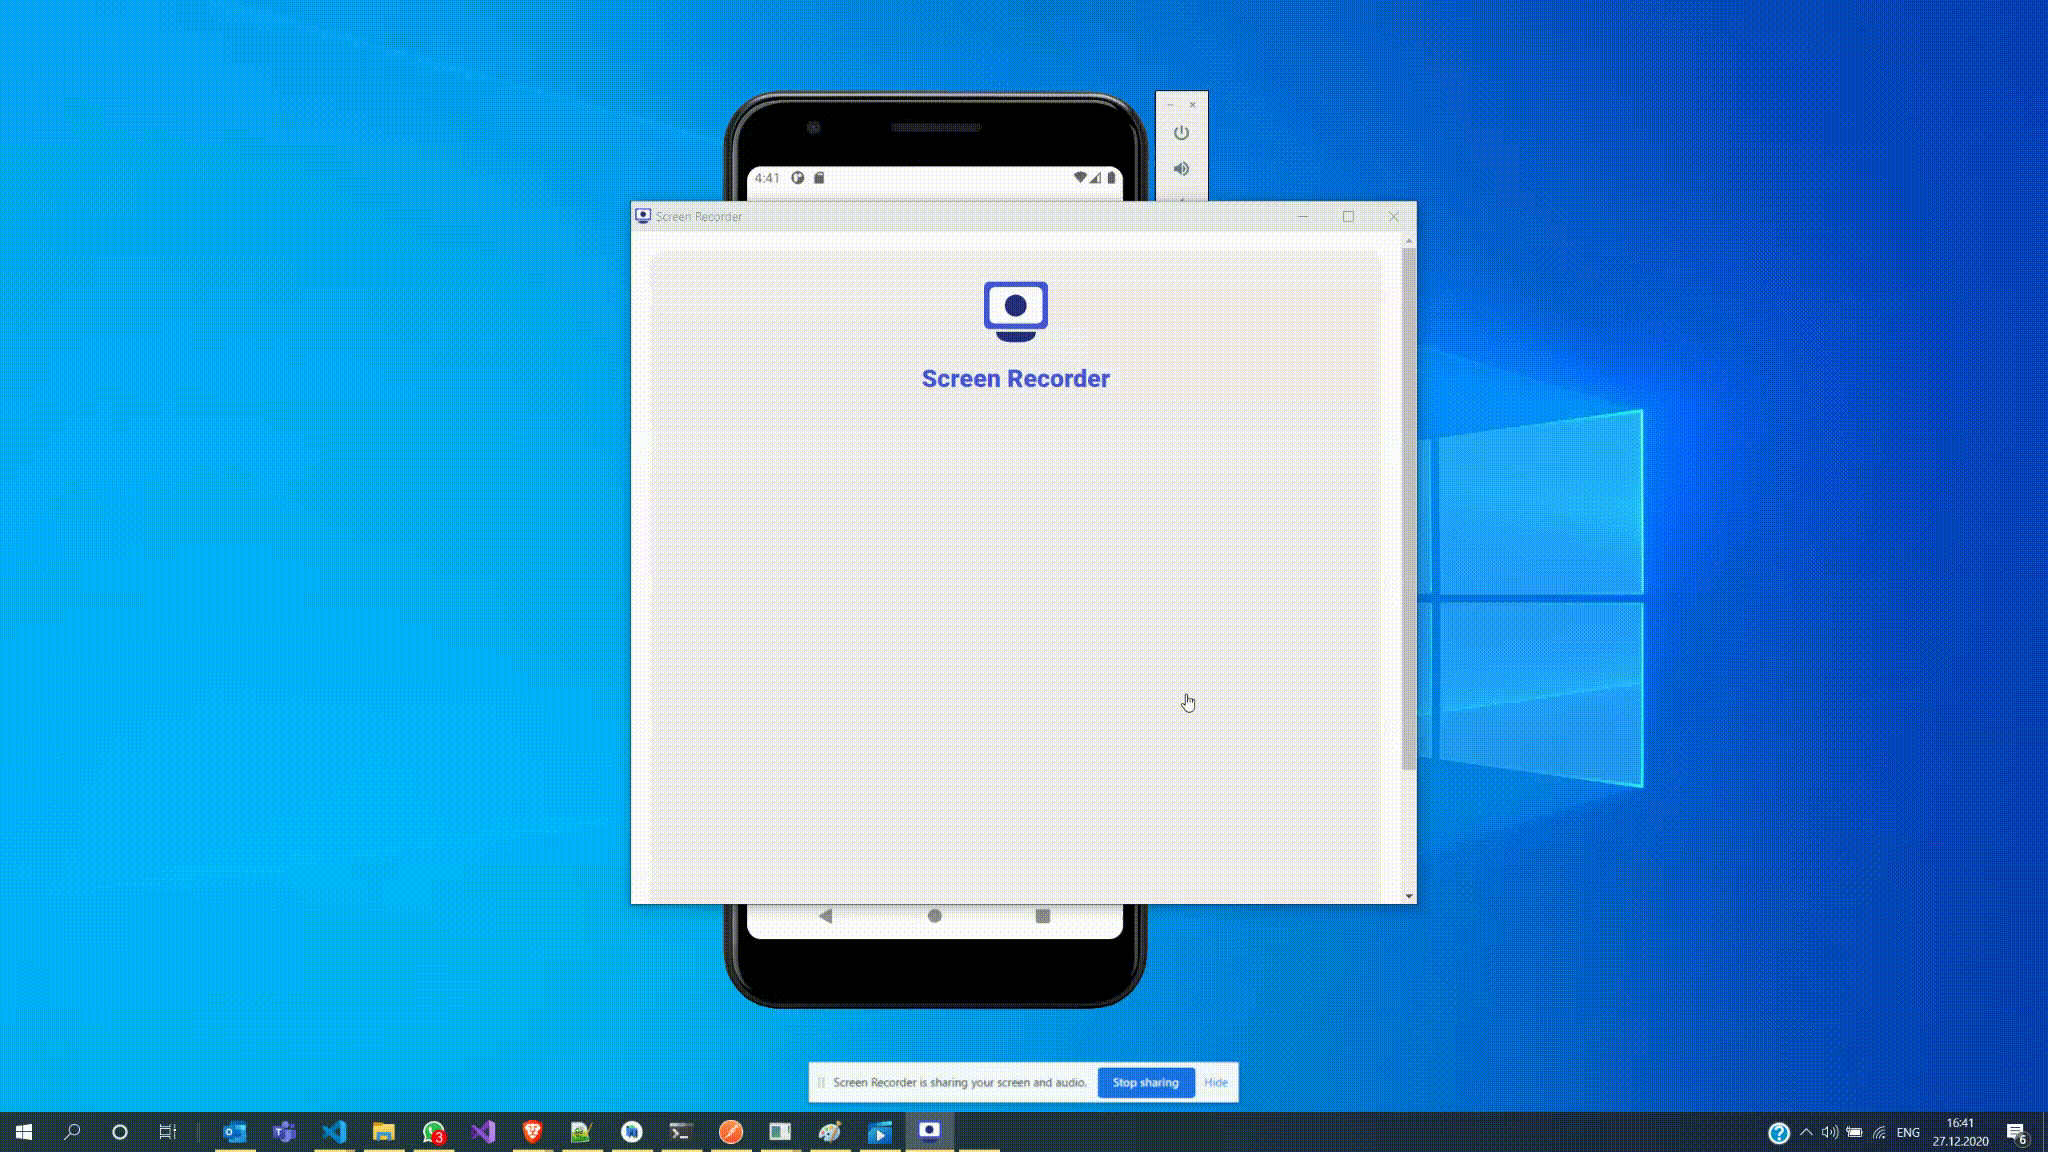 4:41
Screen Recorder
Screen Recorder
Screen Recorder is sharing your screen and audio. Stop sharing Hide
3
ENG
16:41
27.12.2020
6